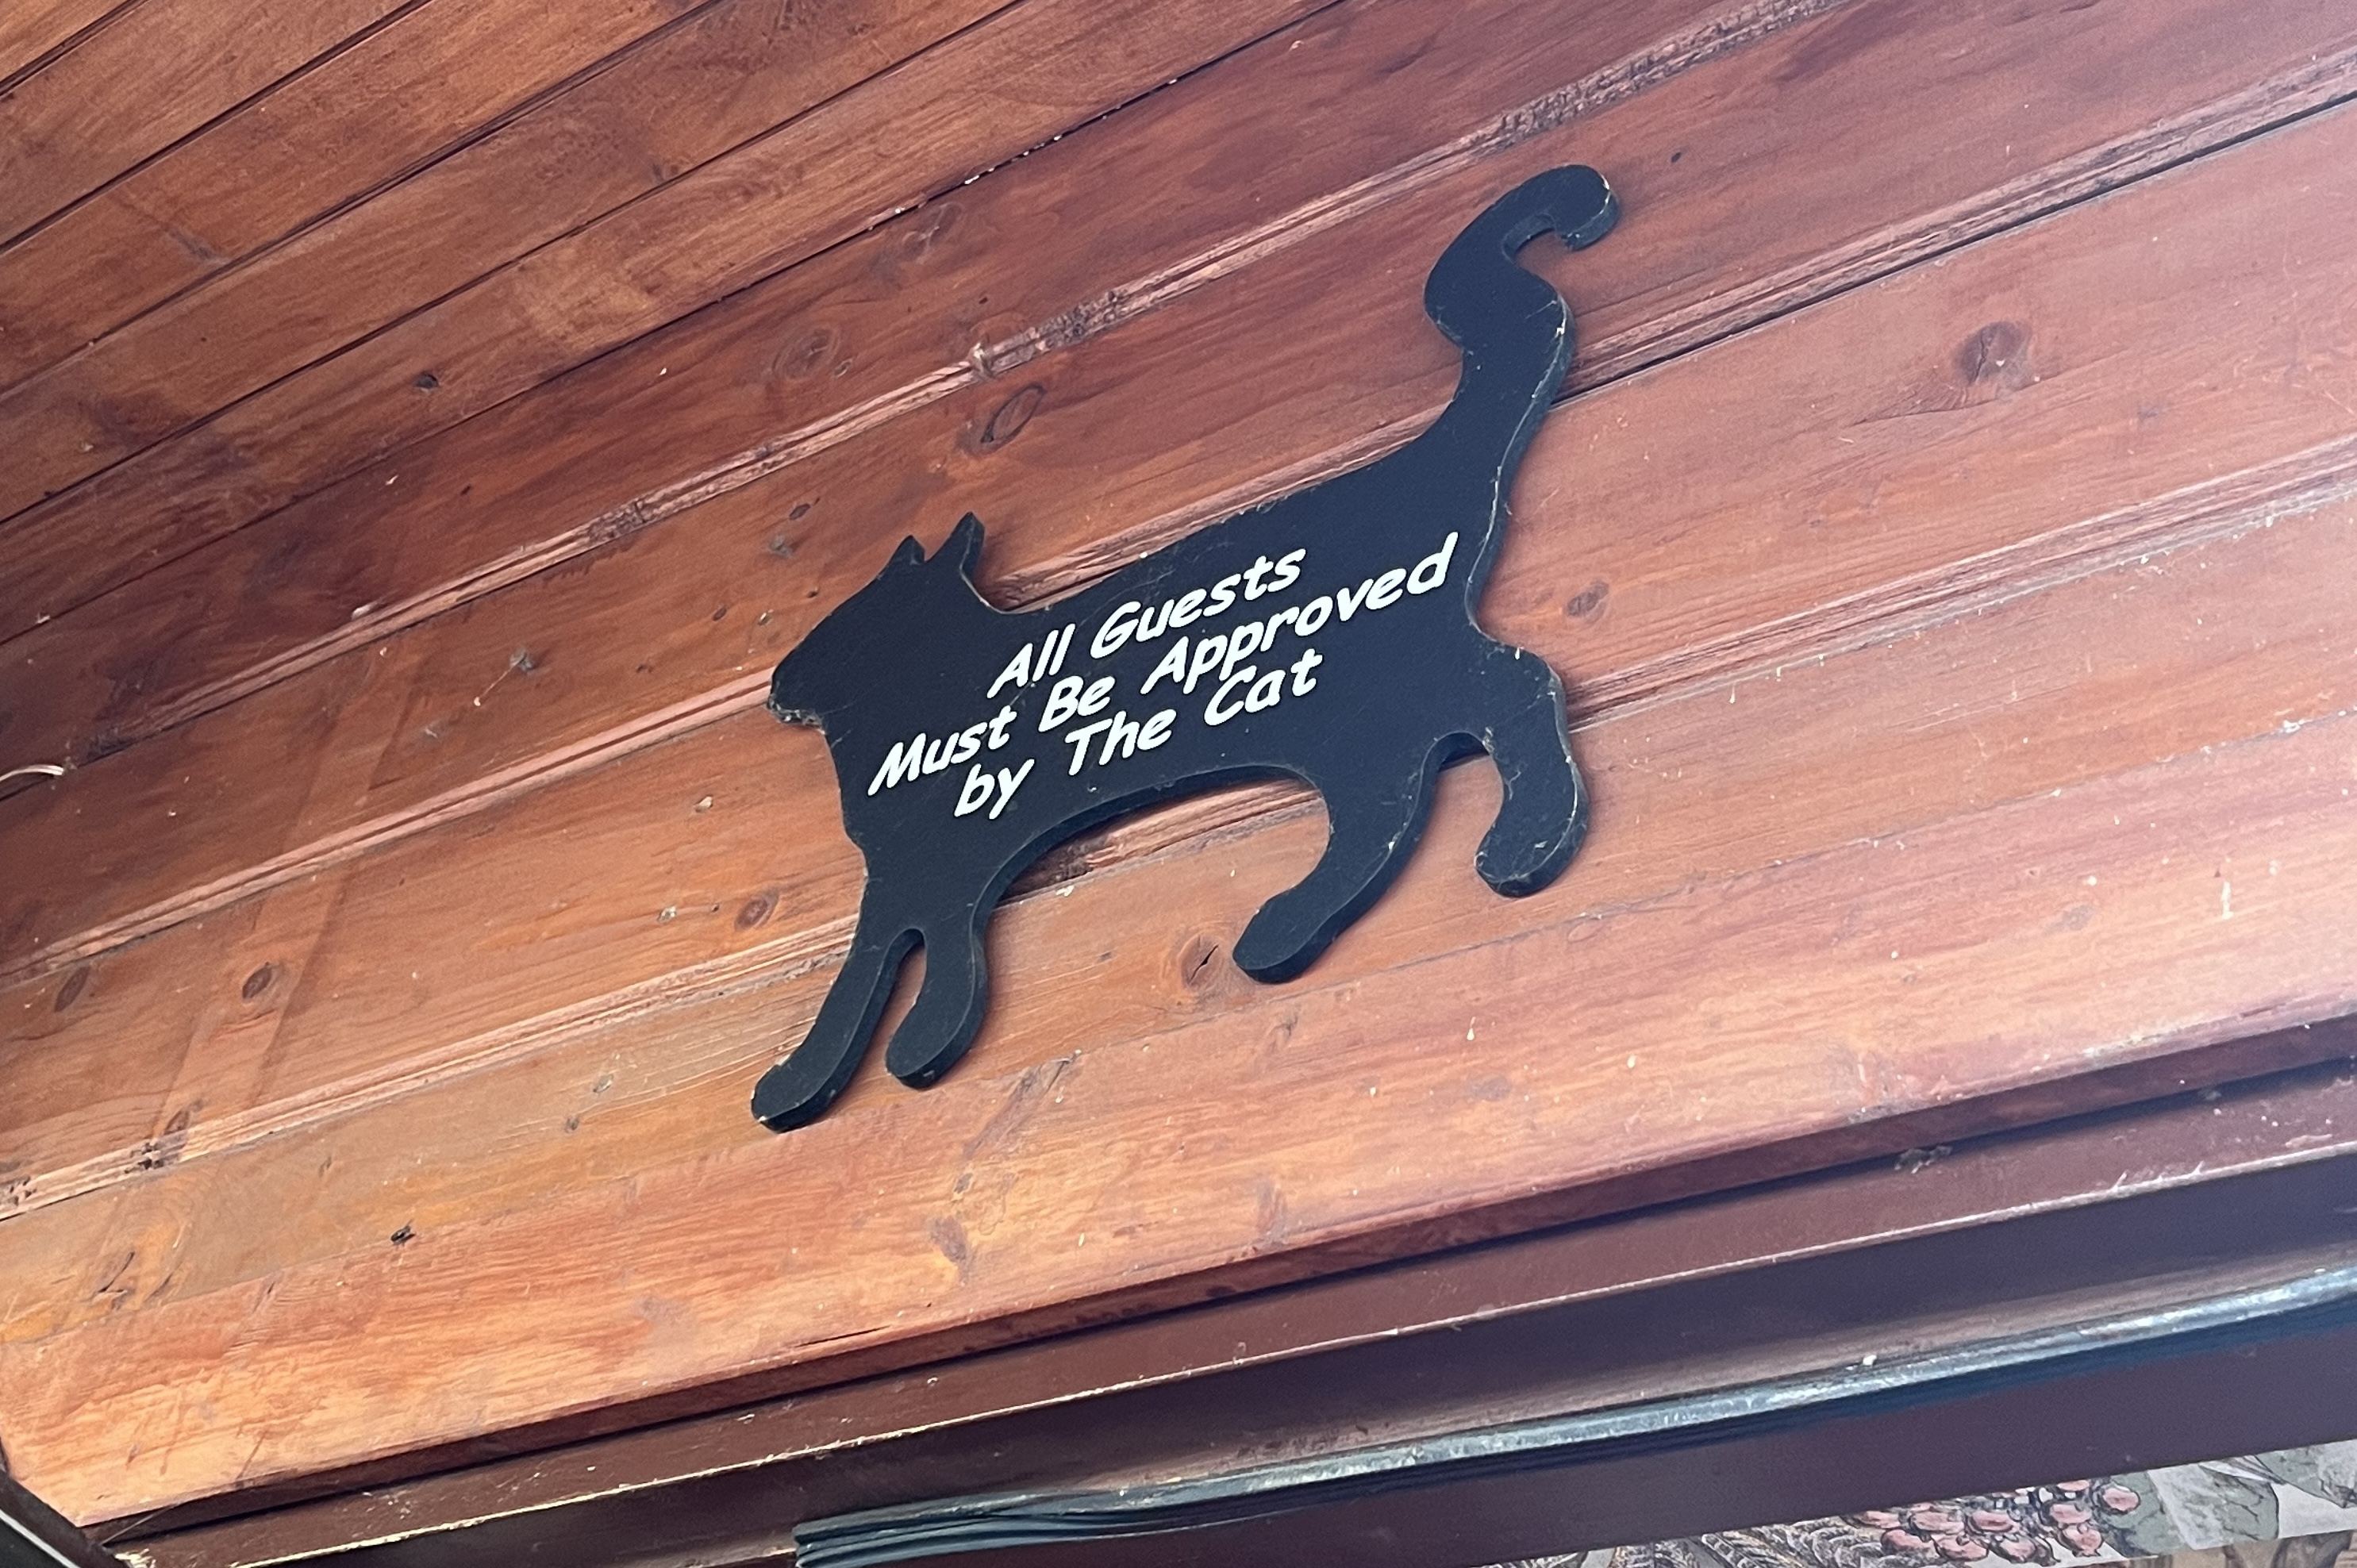 All Guests
Must Be Approved
by The Cat